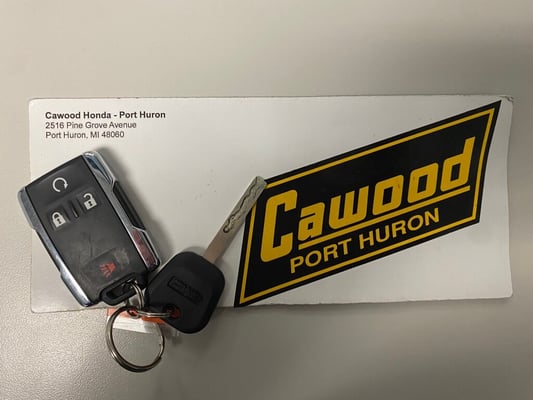 Cawood Honda - Port Huron
2516 Pine Grove Avenue
Port Huron, MI 48060
Cawood
PORT HURON